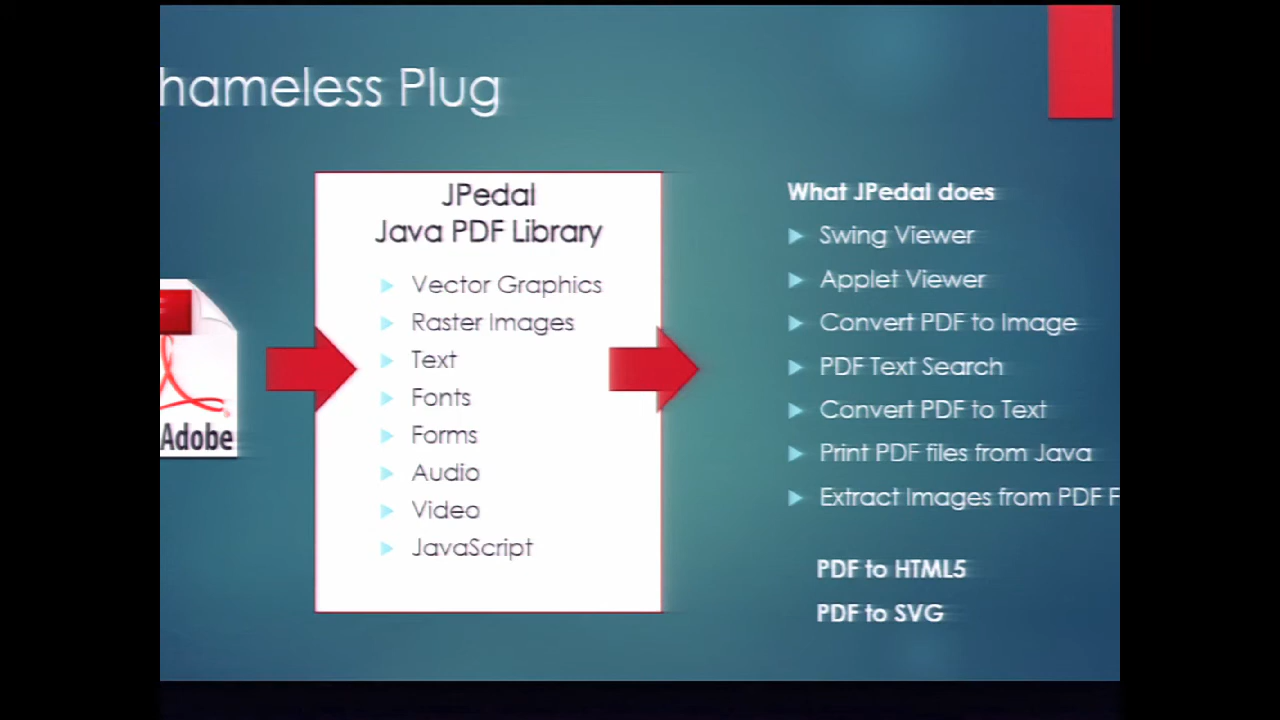 hameless Plug
JPedal
Java PDF Library
Vector Graphics
Raster Images
Text
Fonts
Forms
Audio
Video
JavaScript
Adobe
What JPedal does
Swing Viewer
Applet Viewer
Convert PDF to Image
PDF Text Search
Convert PDF to Text
Print PDF files from Java
Extract Images from PDF F
PDF to HTML5
PDF to SVG